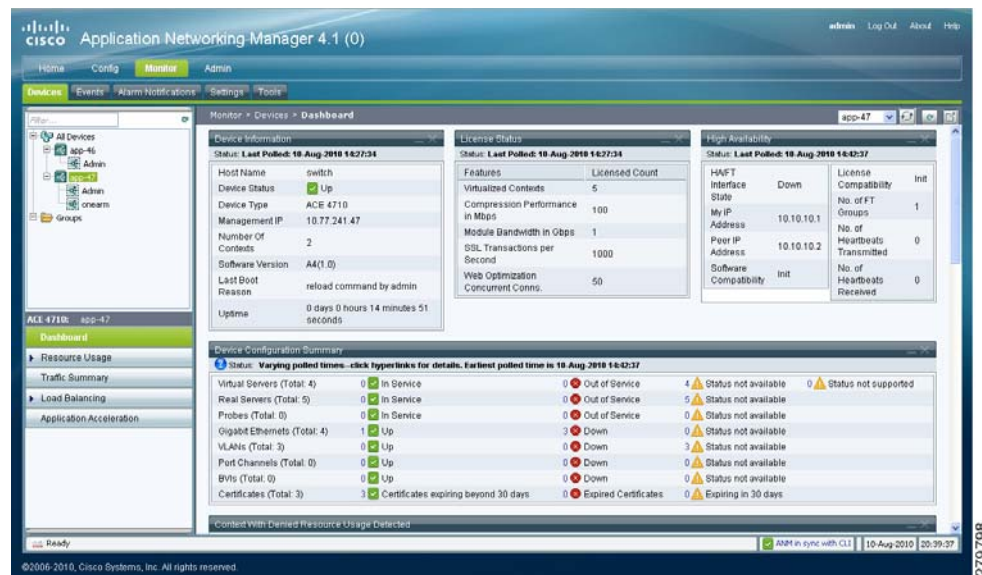 CISCO Application Networking Manager 4.1 (0)
admin Log Out About Help
Home Config Monitor Admin
Devices Events Alarm Notifications Settings Tools
Filter...
All Devices
app-46
Admin
app-47
Admin
onearm
Groups
ACE 4710: app-47
Dashboard
Resource Usage
Traffic Summary
Load Balancing
Application Acceleration
Monitor > Devices > Dashboard
app-47
Device Information
Status: Last Polled: 10-Aug-2010 14:27:34
Host Name switch
Device Status Up
Device Type ACE 4710
Management IP 10.77.241.47
Number Of Contexts 2
Software Version A4(1.0)
Last Boot Reason reload command by admin
Uptime 0 days 0 hours 14 minutes 51 seconds
License Status
Status: Last Polled: 10-Aug-2010 14:27:34
Features Licensed Count
Virtualized Contexts 5
Compression Performance in Mbps 100
Module Bandwidth in Gbps 1
SSL Transactions per Second 1000
Web Optimization Concurrent Conns. 50
High Availability
Status: Last Polled: 10-Aug-2010 14:42:37
HA/FT Interface State Down
My IP Address 10.10.10.1
Peer IP Address 10.10.10.2
Software Compatibility Init
License Compatibility Init
No. of FT Groups 1
No. of Heartbeats Transmitted 0
No. of Heartbeats Received 0
Device Configuration Summary
Status: Varying polled times--click hyperlinks for details. Earliest polled time is 10-Aug-2010 14:42:37
Virtual Servers (Total: 4) 0 In Service 0 Out of Service 4 Status not available 0 Status not supported
Real Servers (Total: 5) 0 In Service 0 Out of Service 5 Status not available
Probes (Total: 0) 0 In Service 0 Out of Service 0 Status not available
Gigabit Ethernets (Total: 4) 1 Up 3 Down 0 Status not available
VLANs (Total: 3) 0 Up 0 Down 3 Status not available
Port Channels (Total: 0) 0 Up 0 Down 0 Status not available
BVIs (Total: 0) 0 Up 0 Down 0 Status not available
Certificates (Total: 3) 3 Certificates expiring beyond 30 days 0 Expired Certificates 0 Expiring in 30 days
Context With Denied Resource Usage Detected
Ready
ANM in sync with CLI 10-Aug-2010 20:39:37
©2006-2010, Cisco Systems, Inc. All rights reserved.
279798